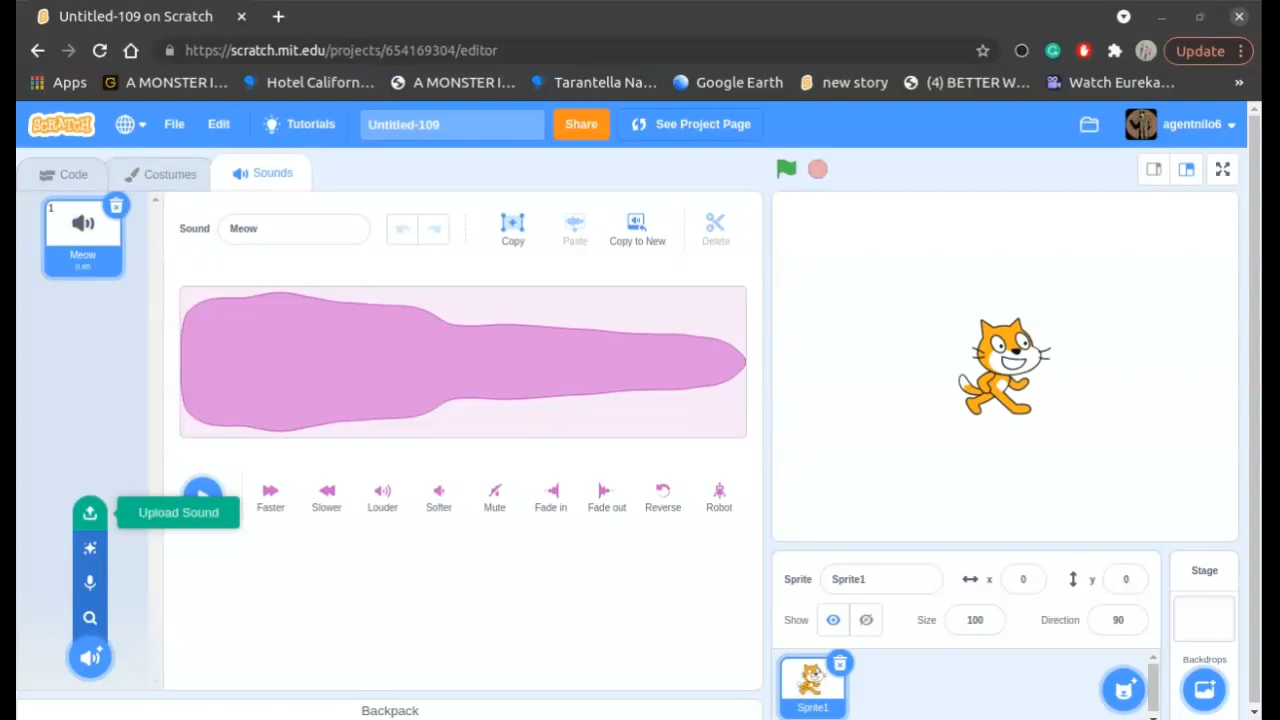 Untitled-109 on Scratch
https://scratch.mit.edu/projects/654169304/editor
Update
Apps
A MONSTER I...
Hotel Californ...
A MONSTER I...
Tarantella Na...
Google Earth
new story
(4) BETTER W...
Watch Eureka...
»
SCRATCH
File
Edit
Tutorials
Untitled-109
Share
See Project Page
agentnilo6
Code
Costumes
Sounds
1
Meow
0.85
Sound
Meow
Copy
Paste
Copy to New
Delete
Upload Sound
Faster
Slower
Louder
Softer
Mute
Fade in
Fade out
Reverse
Robot
Sprite
Sprite1
x
0
y
0
Show
Size
100
Direction
90
Sprite1
Stage
Backdrops
Backpack